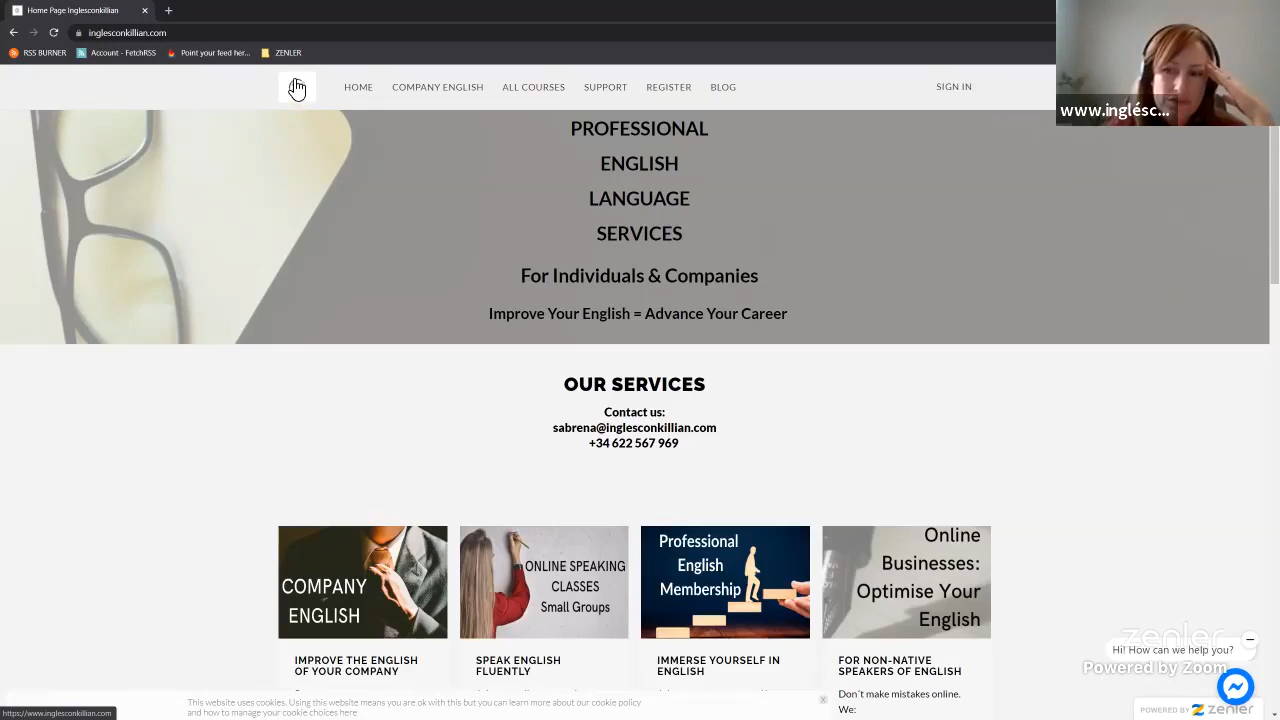 Home Page Inglesconkillian
inglesconkillian.com
RSS BURNER
Account - FetchRSS
Point your feed her...
ZENLER
www.inglésc...
HOME
COMPANY ENGLISH
ALL COURSES
SUPPORT
REGISTER
BLOG
SIGN IN
PROFESSIONAL
ENGLISH
LANGUAGE
SERVICES
For Individuals & Companies
Improve Your English = Advance Your Career
OUR SERVICES
Contact us:
sabrena@inglesconkillian.com
+34 622 567 969
COMPANY
ENGLISH
ONLINE SPEAKING
CLASSES
Small Groups
Professional
English
Membership
Online
Businesses:
Optimise Your
English
IMPROVE THE ENGLISH
OF YOUR COMPANY
SPEAK ENGLISH
FLUENTLY
IMMERSE YOURSELF IN
ENGLISH
FOR NON-NATIVE
SPEAKERS OF ENGLISH
Don´t make mistakes online.
We:
zenler
Hi! How can we help you?
Powered by Zoom
This website uses cookies. Using this website means you are ok with this but you can learn more about our cookie policy
and how to manage your cookie choices here
POWERED BY zenler
https://www.inglesconkillian.com